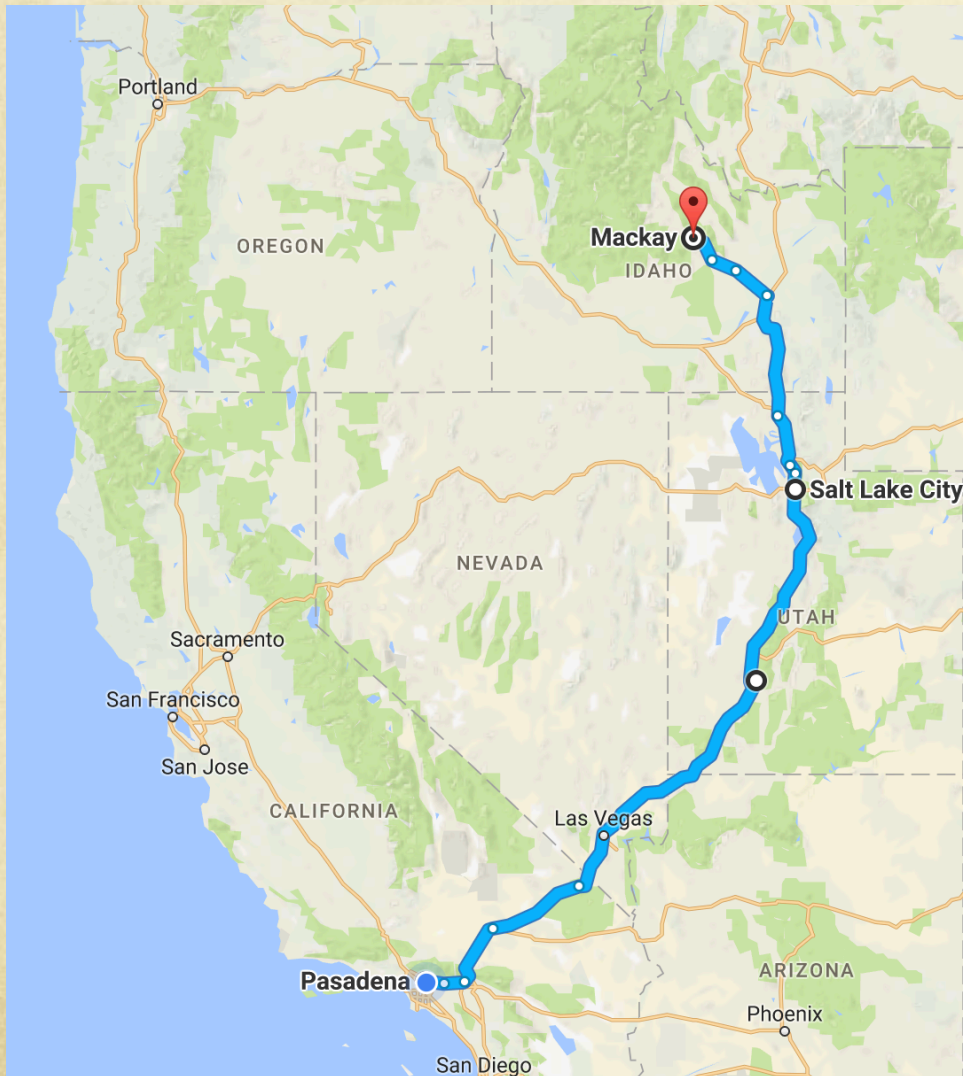 Portland
OREGON
Mackay
IDAHO
Salt Lake City
NEVADA
UTAH
Sacramento
San Francisco
San Jose
CALIFORNIA
Las Vegas
Pasadena
ARIZONA
Phoenix
San Diego